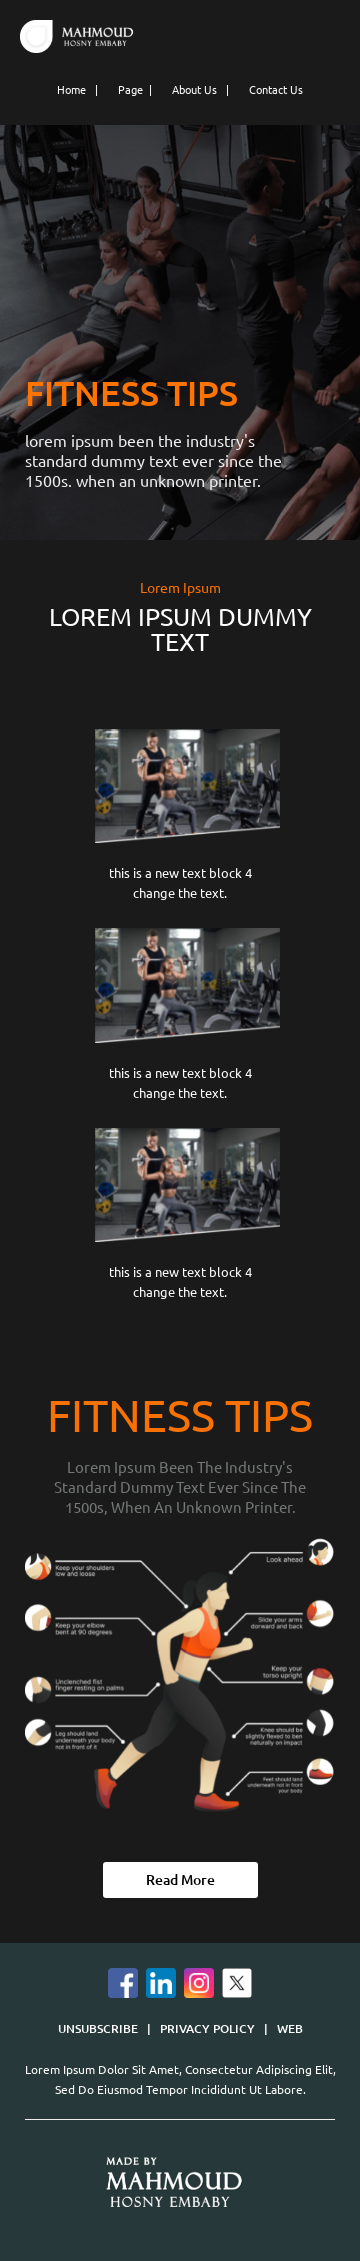 MAHMOUD
HOSNY EMBABY
Home | Page | About Us | Contact Us
FITNESS TIPS
lorem ipsum been the industry's
standard dummy text ever since the
1500s. when an unknown printer.
Lorem Ipsum
LOREM IPSUM DUMMY
TEXT
this is a new text block 4
change the text.
this is a new text block 4
change the text.
this is a new text block 4
change the text.
FITNESS TIPS
Lorem Ipsum Been The Industry's
Standard Dummy Text Ever Since The
1500s, When An Unknown Printer.
Look ahead
Keep your shoulders
low and loose
Slide your arms
dorward and back
Keep your elbow
bent at 90 degrees
Keep your
torso upright
Unclenched fist
finger resting on palms
Knee should be
slightly flexed to ben
naturally on impact
Leg should land
underneath your body
not in front of it
Feet should land
underneath not in front
your body
Read More
UNSUBSCRIBE | PRIVACY POLICY | WEB
Lorem Ipsum Dolor Sit Amet, Consectetur Adipiscing Elit,
Sed Do Eiusmod Tempor Incididunt Ut Labore.
MADE BY
MAHMOUD
HOSNY EMBABY